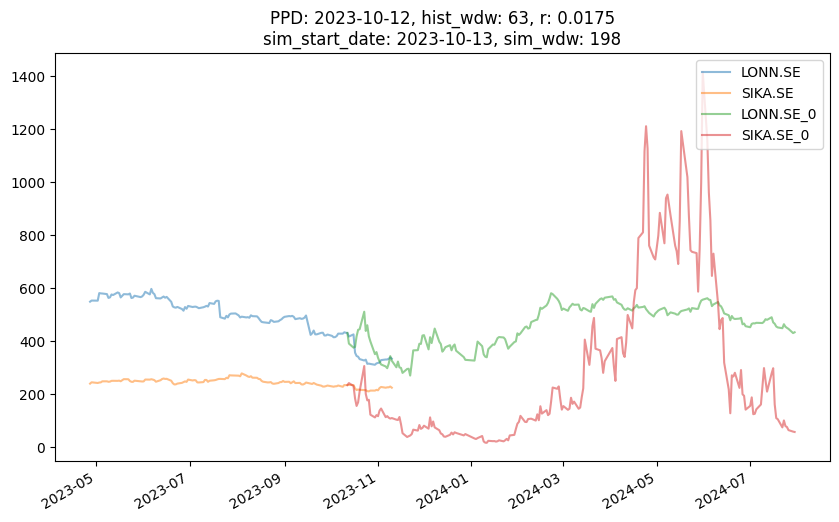 PPD: 2023-10-12, hist_wdw: 63, r: 0.0175
sim_start_date: 2023-10-13, sim_wdw: 198
LONN.SE
SIKA.SE
LONN.SE_0
SIKA.SE_0
1400
1200
1000
800
600
400
200
0
2023-05
2023-07
2023-09
2023-11
2024-01
2024-03
2024-05
2024-07